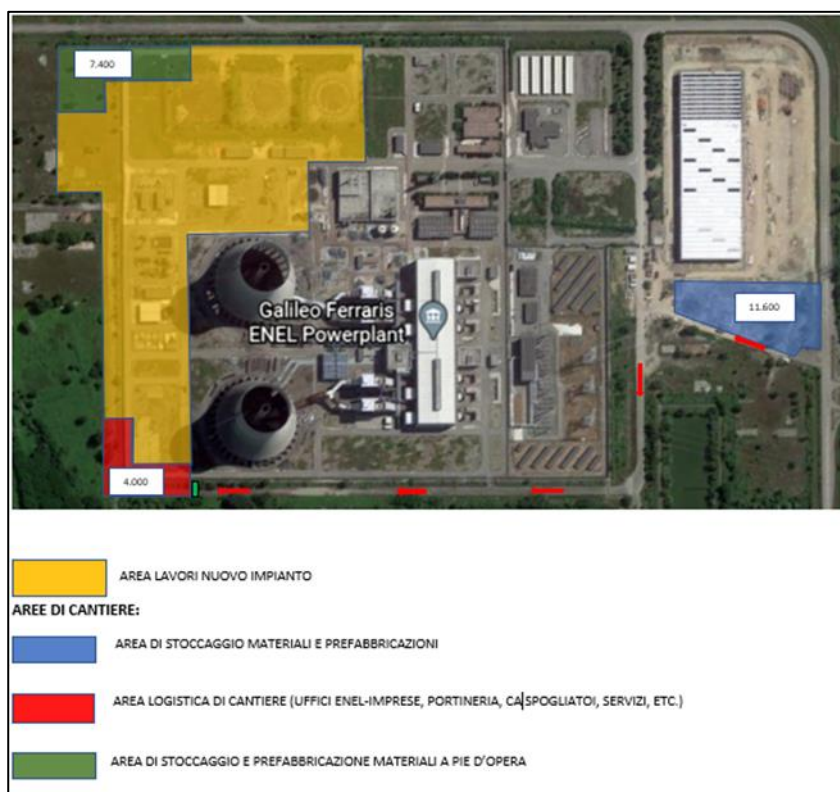 7.400
Galileo Ferraris
ENEL Powerplant
11.600
4.000
AREA LAVORI NUOVO IMPIANTO
AREE DI CANTIERE:
AREA DI STOCCAGGIO MATERIALI E PREFABBRICAZIONI
AREA LOGISTICA DI CANTIERE (UFFICI ENEL-IMPRESE, PORTINERIA, CA SPOGLIATOI, SERVIZI, ETC.)
AREA DI STOCCAGGIO E PREFABBRICAZIONE MATERIALI A PIE D'OPERA